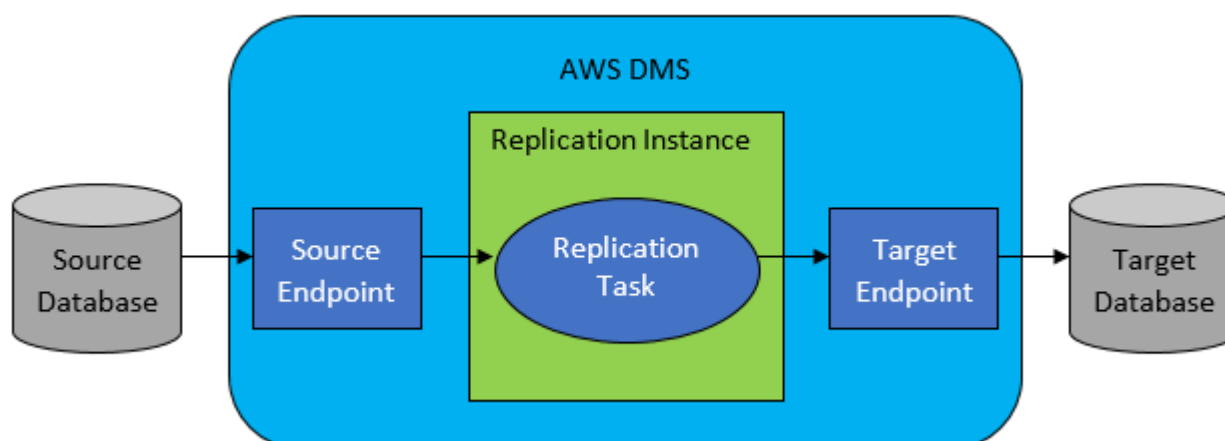 AWS DMS
Replication Instance
Source
Database
Source
Endpoint
Replication
Task
Target
Endpoint
Target
Database